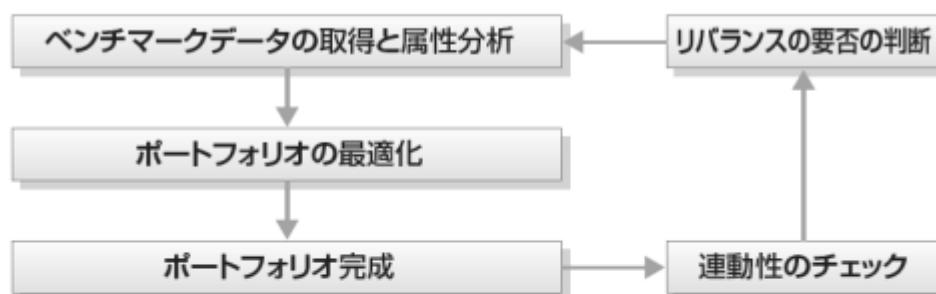 ベンチマークデータの取得と属性分析
リバランスの要否の判断
ポートフォリオの最適化
ポートフォリオ完成
連動性のチェック